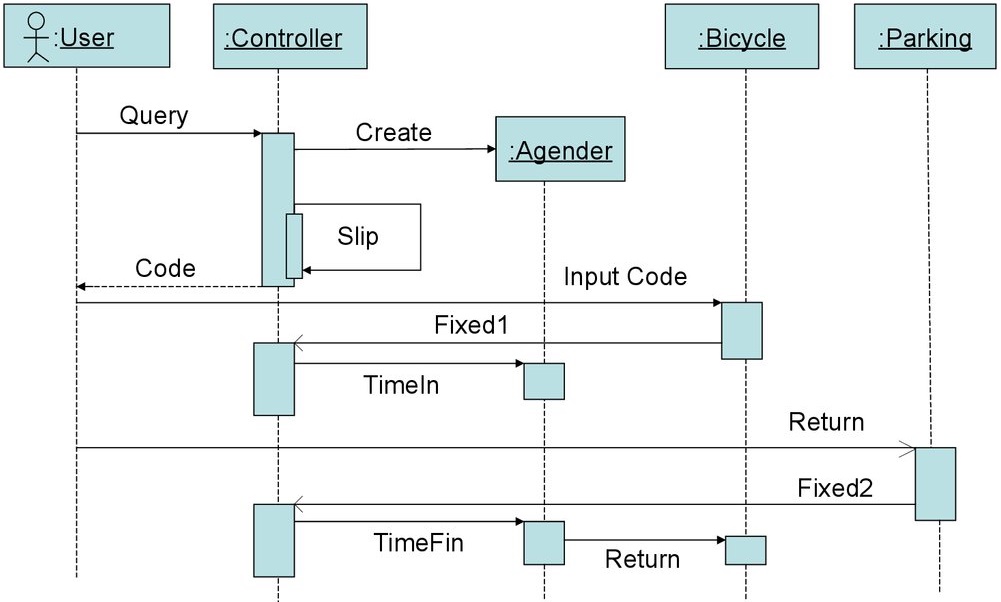 :User
:Controller
:Bicycle
:Parking
Query
Create
:Agender
Slip
Code
Input Code
Fixed1
TimeIn
Return
Fixed2
TimeFin
Return